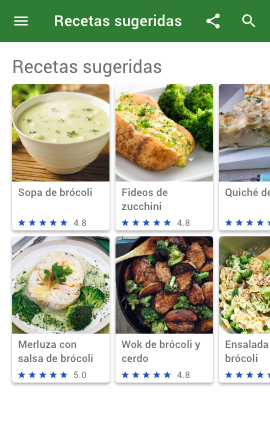 Recetas sugeridas
Recetas sugeridas
Sopa de brócoli
4.8
Fideos de
zucchini
4.8
Quiché de
Merluza con
salsa de brócoli
5.0
Wok de brócoli y
cerdo
4.8
Ensalada
brócoli